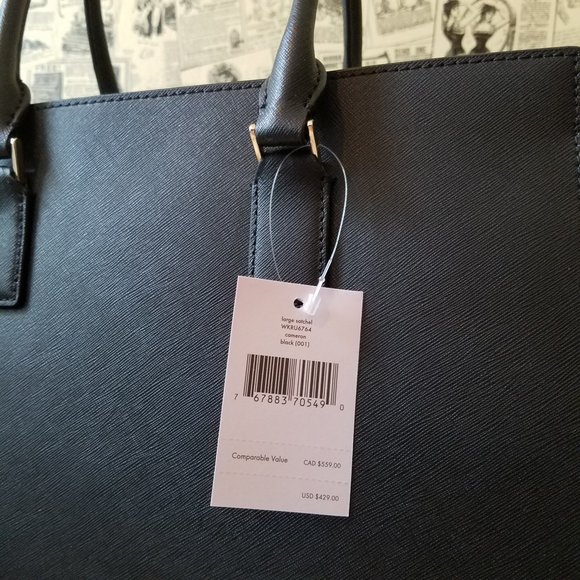 large satchel
WKRU6764
cameron
black (001)
7 67883 70549 0
Comparable Value CAD $559.00
USD $429.00